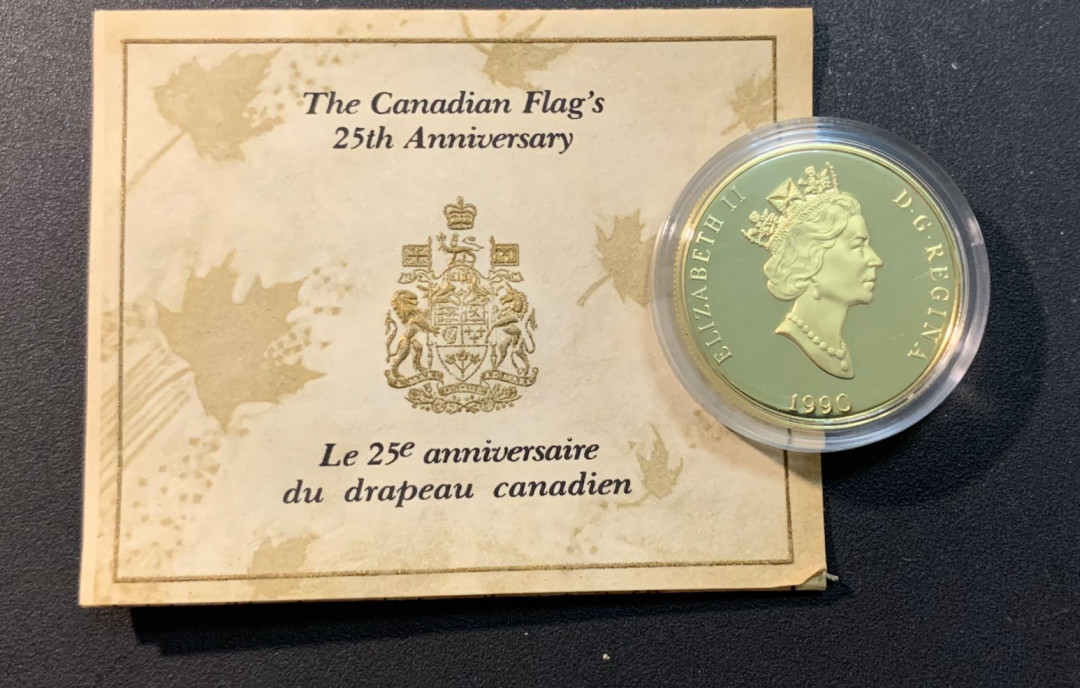 The Canadian Flag's
25th Anniversary
Le 25e anniversaire
du drapeau canadien
ELIZABETH II
D·G·REGINA
1990